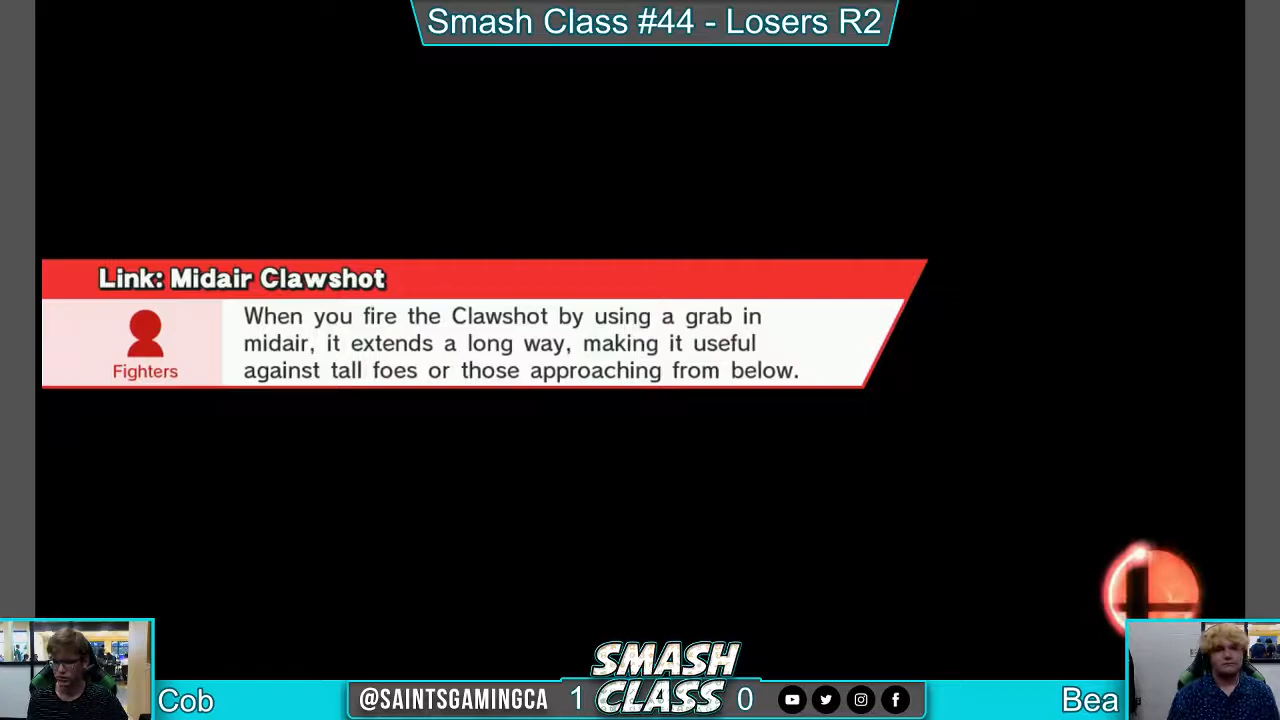 Smash Class #44 - Losers R2
Link: Midair Clawshot
Fighters
When you fire the Clawshot by using a grab in
midair, it extends a long way, making it useful
against tall foes or those approaching from below.
Cob
@SAINTSGAMINGCA
1
SMASH
CLASS
0
Bea